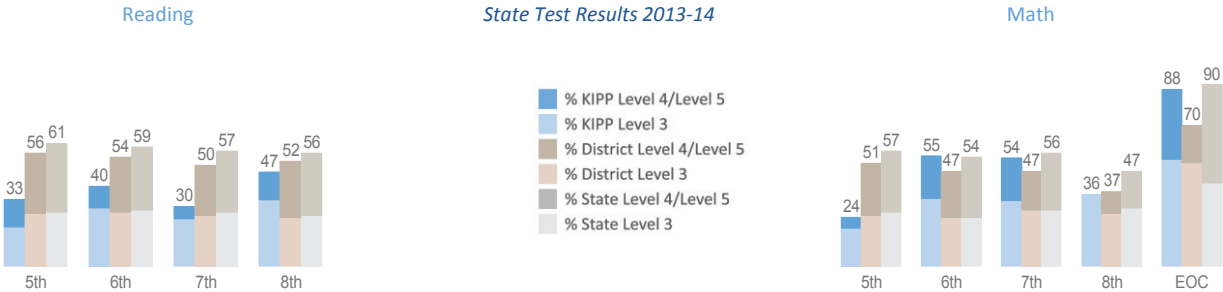 Reading
State Test Results 2013-14
Math
33 56 61
40 54 59
30 50 57
47 52 56
5th 6th 7th 8th
% KIPP Level 4/Level 5
% KIPP Level 3
% District Level 4/Level 5
% District Level 3
% State Level 4/Level 5
% State Level 3
24 51 57
55 47 54
54 47 56
36 37 47
88 70 90
5th 6th 7th 8th EOC